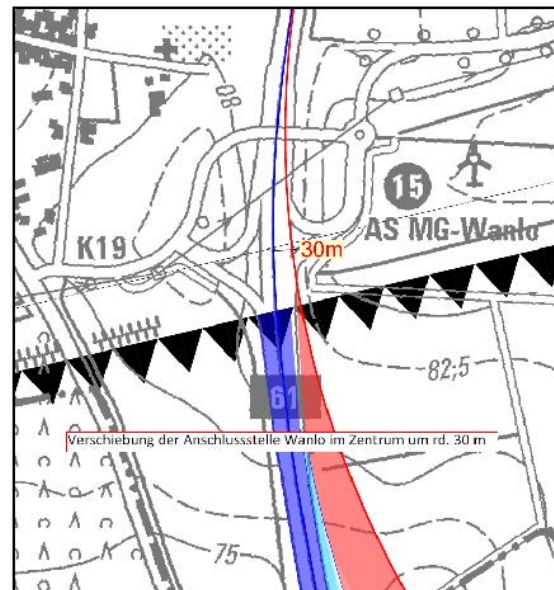 80
15
AS MG-Wanlo
K19
30m
82,5
61
Verschiebung der Anschlussstelle Wanlo im Zentrum um rd. 30 m
75